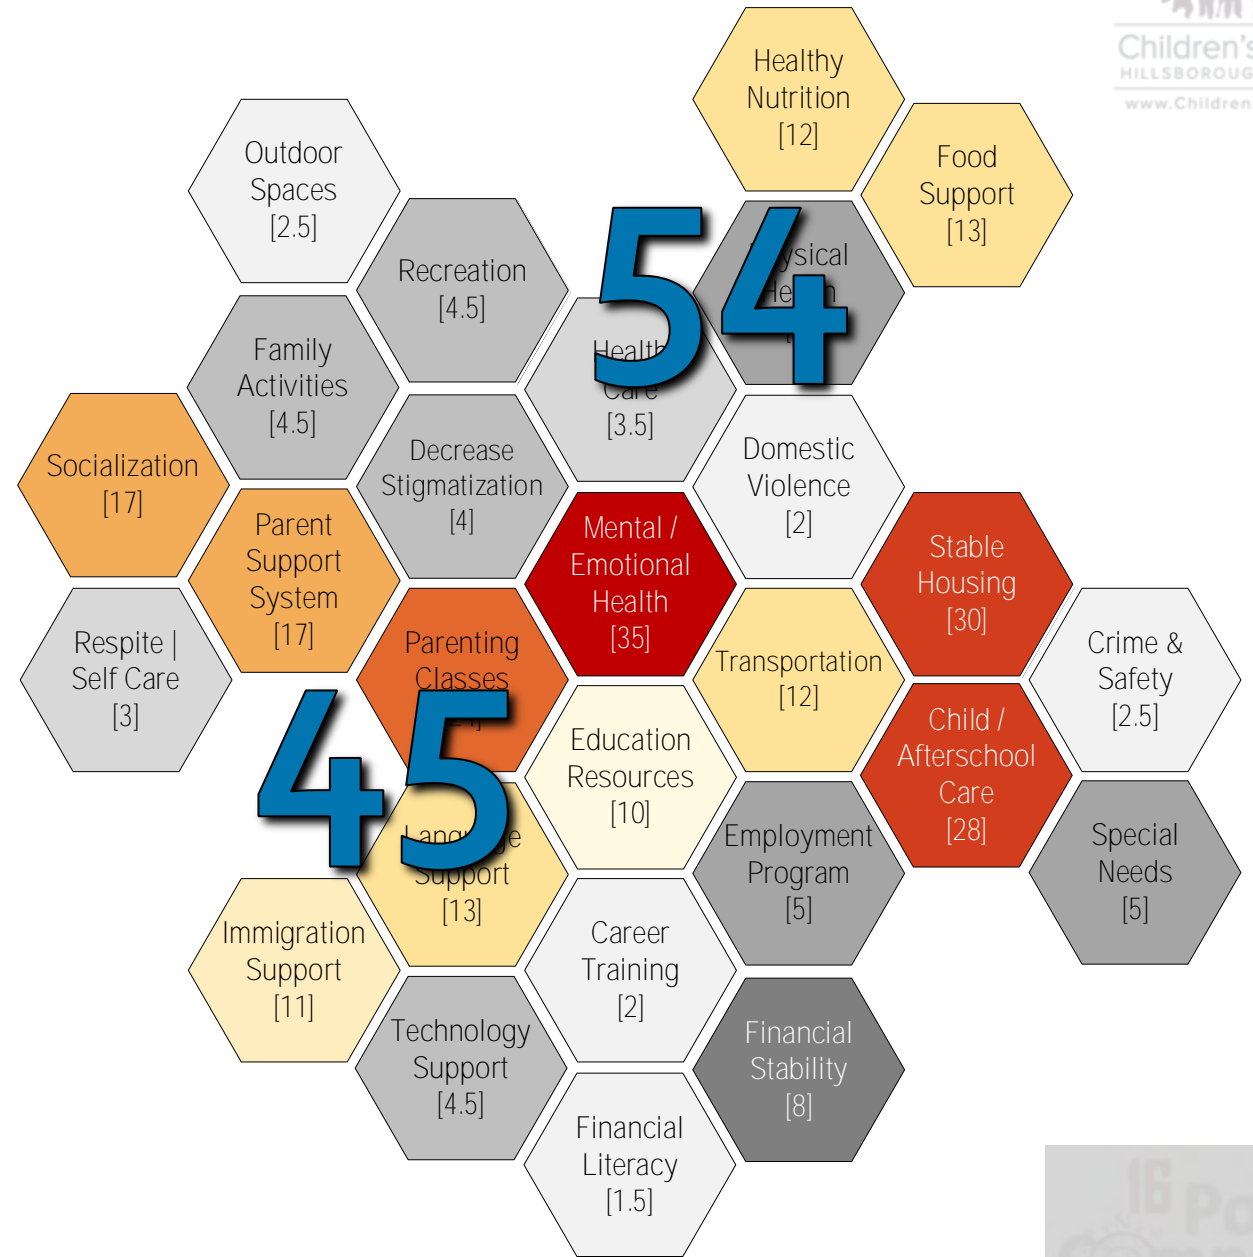 Children's
HILLSBOROUG
www.Children
Healthy
Nutrition
[12]
Food
Support
[13]
Outdoor
Spaces
[2.5]
Recreation
[4.5]
54
Health
Care
[3.5]
Family
Activities
[4.5]
Socialization
[17]
Decrease
Stigmatization
[4]
Domestic
Violence
[2]
Parent
Support
System
[17]
Mental /
Emotional
Health
[35]
Stable
Housing
[30]
Respite |
Self Care
[3]
Parenting
Classes
Transportation
[12]
Crime &
Safety
[2.5]
45
Education
Resources
[10]
Child /
Afterschool
Care
[28]
Support
[13]
Employment
Program
[5]
Special
Needs
[5]
Immigration
Support
[11]
Career
Training
[2]
Technology
Support
[4.5]
Financial
Stability
[8]
Financial
Literacy
[1.5]
16 Po